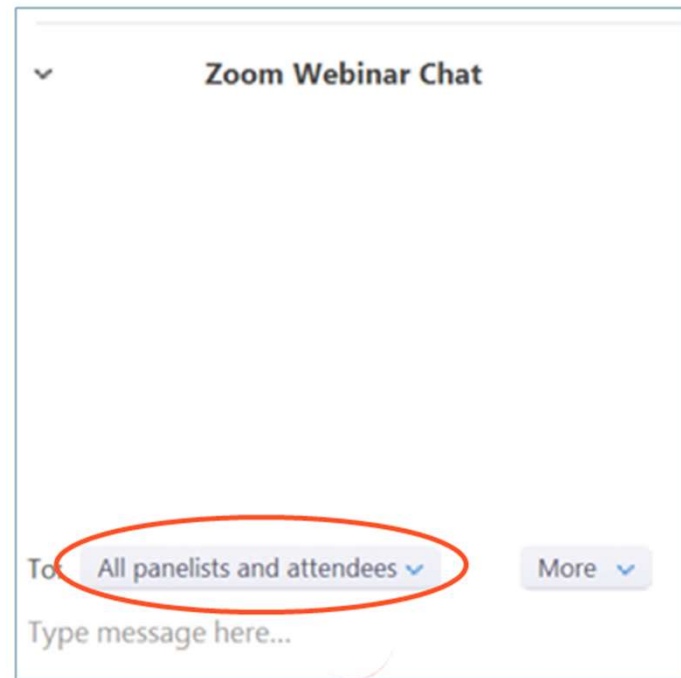 Zoom Webinar Chat
To: All panelists and attendees More
Type message here...